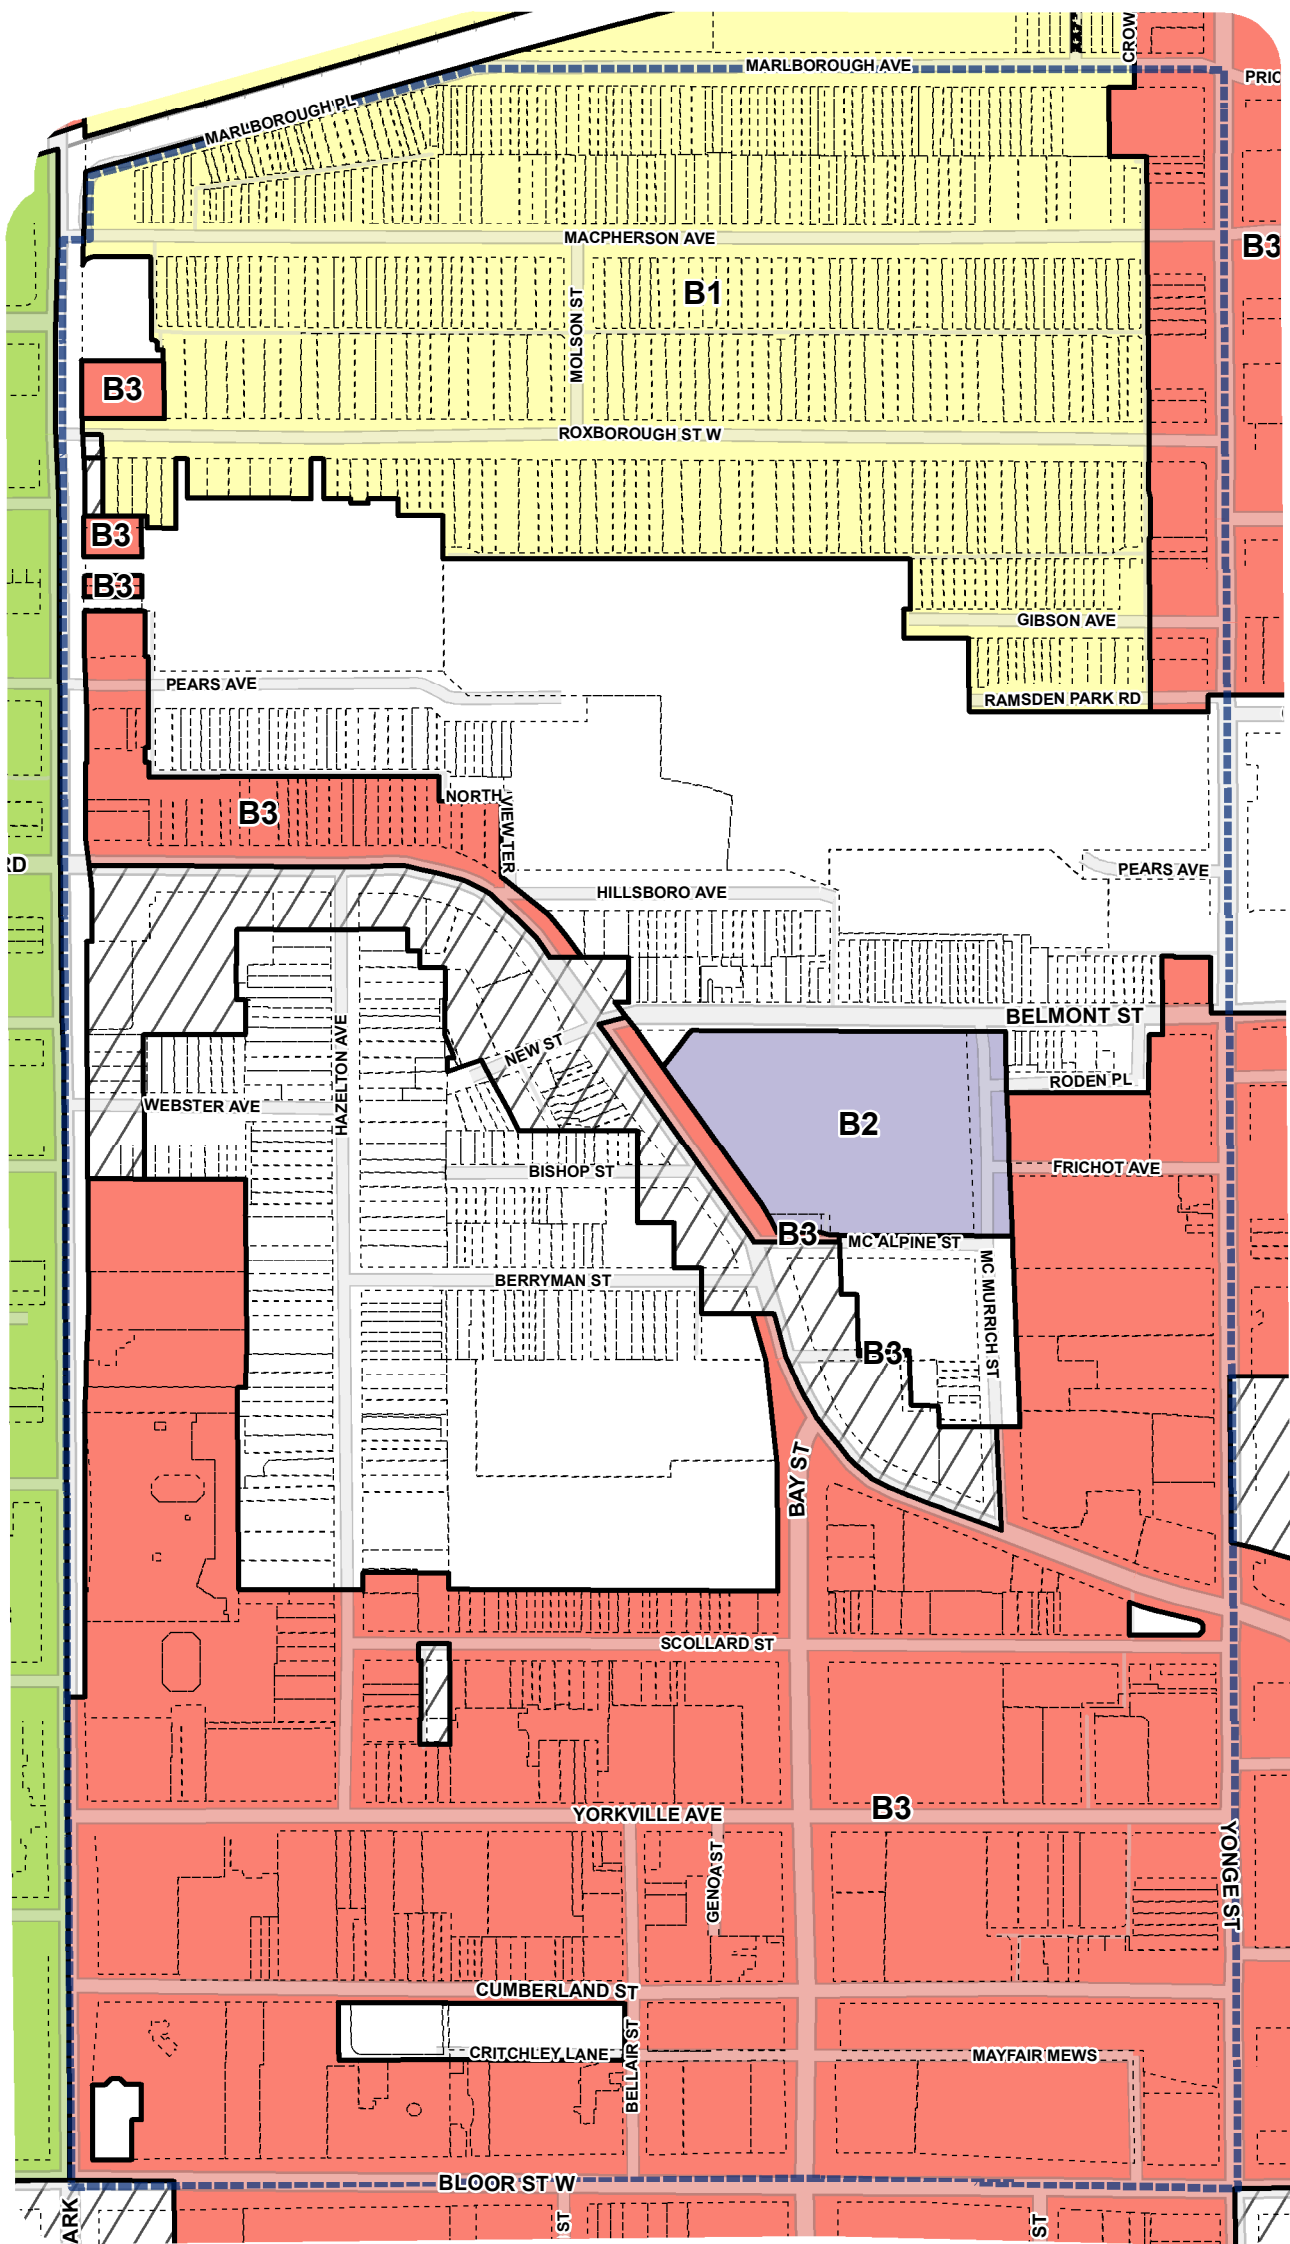 CROW
MARLBOROUGH AVE
PRIC
MARLBOROUGH PL
MACPHERSON AVE
B3
B1
MOLSON ST
B3
ROXBOROUGH ST W
B3
B3
GIBSON AVE
PEARS AVE
RAMSDEN PARK RD
NORTH
VIEW TER
B3
RD
PEARS AVE
HILLSBORO AVE
BELMONT ST
HAZELTON AVE
NEW ST
RODEN PL
WEBSTER AVE
B2
BISHOP ST
FRICHOT AVE
B3
MC ALPINE ST
BERRYMAN ST
MC MURRICH ST
B3
BAY ST
SCOLLARD ST
B3
YORKVILLE AVE
YONGE ST
GENOA ST
CUMBERLAND ST
CRITCHLEY LANE
BELLAIR ST
MAYFAIR MEWS
BLOOR ST W
ARK
ST
ST